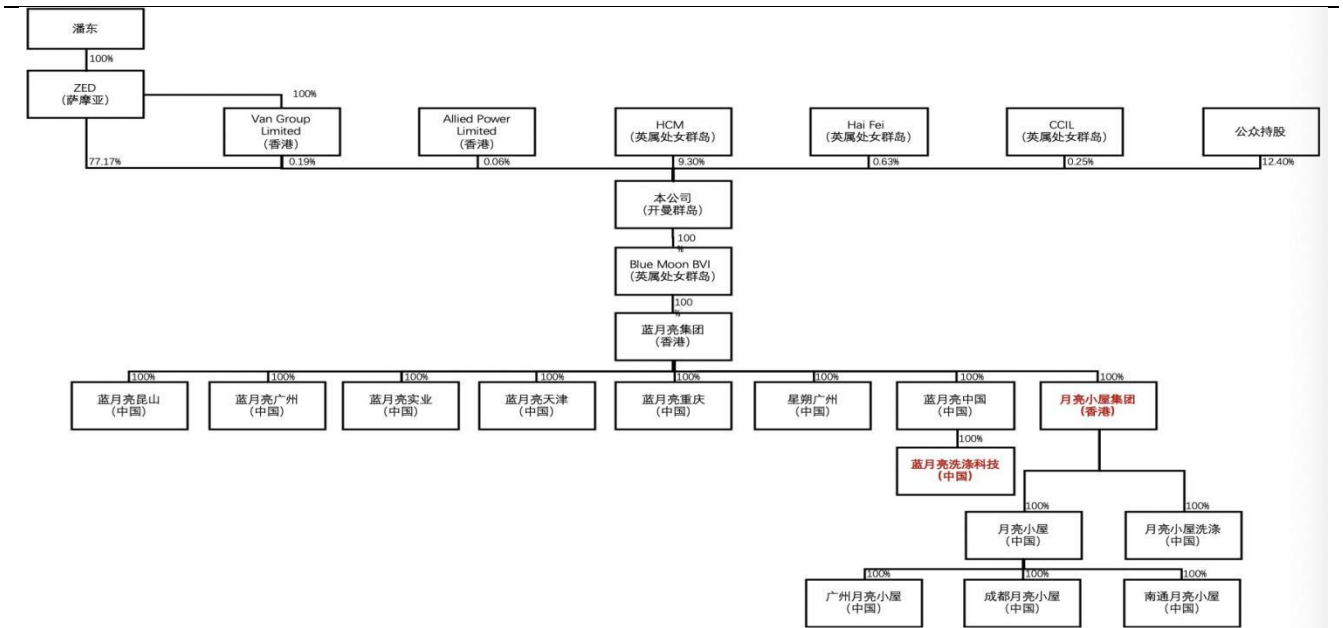 潘东
100%
ZED
(萨摩亚)
100%
Van Group
Limited
(香港)
Allied Power
Limited
(香港)
HCM
(英属处女群岛)
Hai Fei
(英属处女群岛)
CCIL
(英属处女群岛)
公众持股
77.17%
0.19%
0.06%
9.30%
0.63%
0.25%
12.40%
本公司
(开曼群岛)
100
%
Blue Moon BVI
(英属处女群岛)
100
%
蓝月亮集团
(香港)
100%
100%
100%
100%
100%
100%
100%
100%
蓝月亮昆山
(中国)
蓝月亮广州
(中国)
蓝月亮实业
(中国)
蓝月亮天津
(中国)
蓝月亮重庆
(中国)
星朔广州
(中国)
蓝月亮中国
(中国)
月亮小屋集团
(香港)
100%
蓝月亮洗涤科技
(中国)
100%
100%
月亮小屋
(中国)
月亮小屋洗涤
(中国)
100%
100%
100%
广州月亮小屋
(中国)
成都月亮小屋
(中国)
南通月亮小屋
(中国)